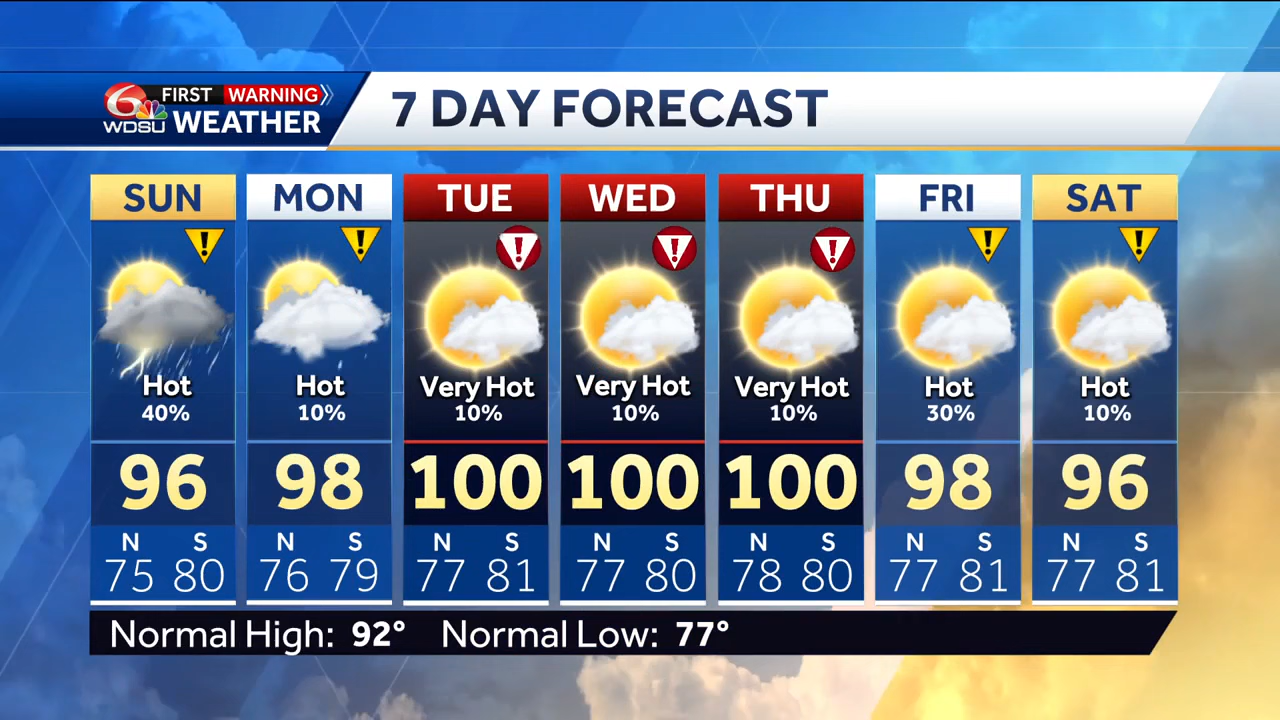 6 FIRST WARNING
WDSU WEATHER
7 DAY FORECAST
SUN MON TUE WED THU FRI SAT
! ! ! ! ! ! !
Hot Hot Very Hot Very Hot Very Hot Hot Hot
40% 10% 10% 10% 10% 30% 10%
96 98 100 100 100 98 96
N S N S N S N S N S N S N S
75 80 76 79 77 81 77 80 78 80 77 81 77 81
Normal High: 92° Normal Low: 77°